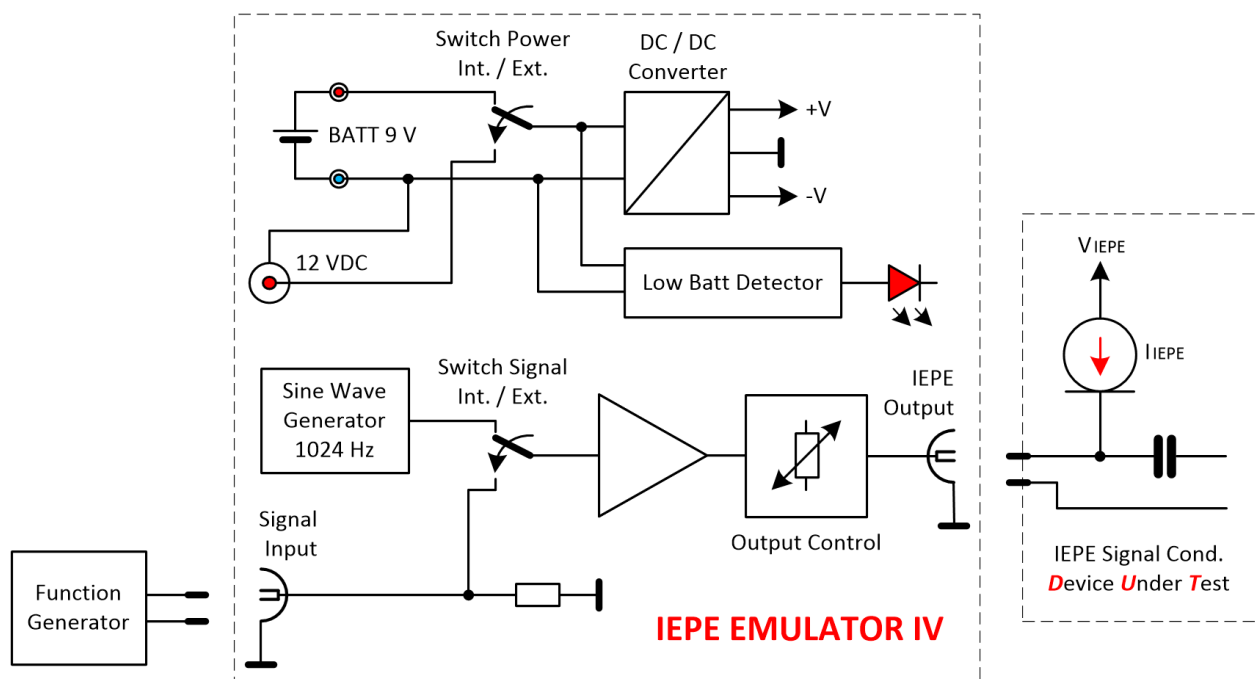 Switch Power
Int. / Ext.
DC / DC
Converter
BATT 9 V
+V
-V
12 VDC
Low Batt Detector
VIEPE
IIEPE
Sine Wave
Generator
1024 Hz
Switch Signal
Int. / Ext.
IEPE
Output
Output Control
Signal
Input
Function
Generator
IEPE EMULATOR IV
IEPE Signal Cond.
Device Under Test